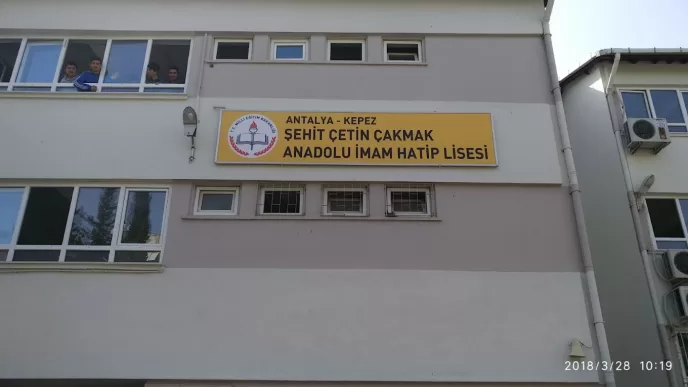 ANTALYA - KEPEZ
ŞEHİT ÇETİN ÇAKMAK
ANADOLU İMAM HATİP LİSESİ
2018/3/28 10:19